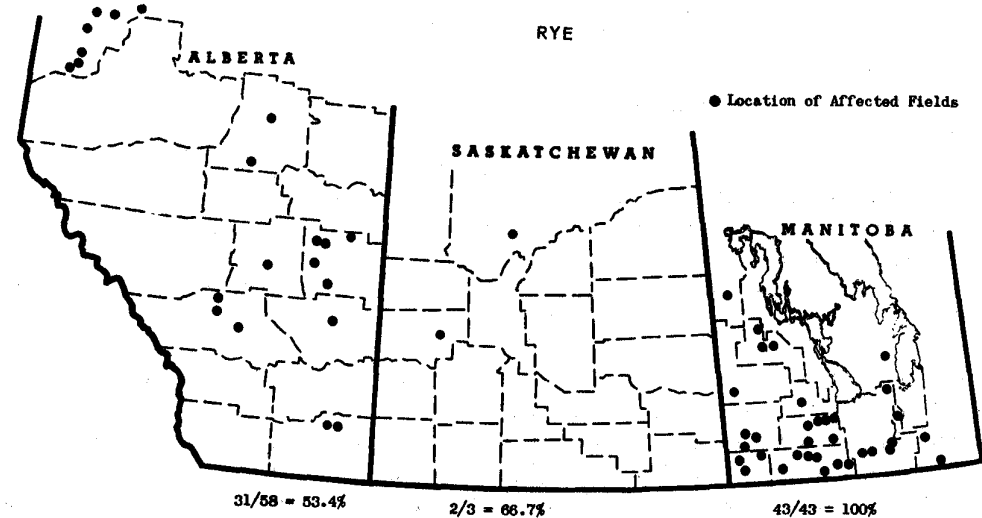 RYE
ALBERTA
● Location of Affected Fields
SASKATCHEWAN
MANITOBA
31/58 = 53.4%
2/3 = 66.7%
43/43 = 100%